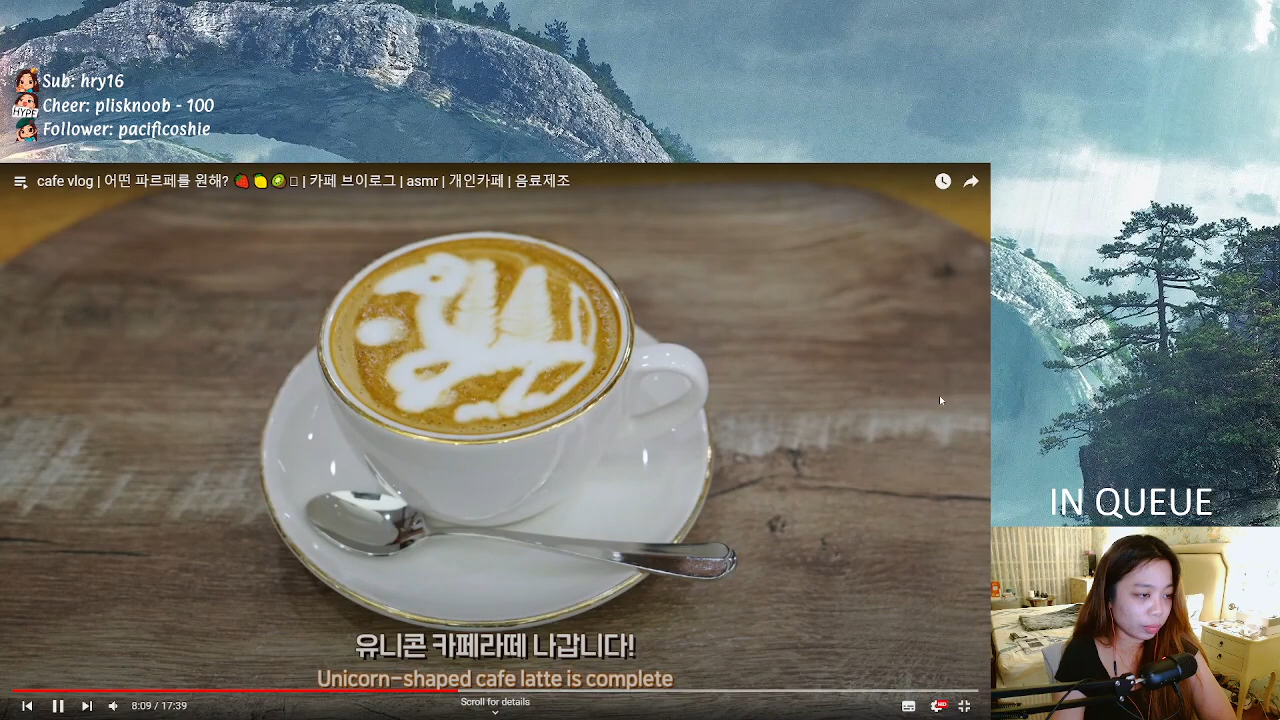 Sub: hry16
HYPE
Cheer: plisknoob - 100
Follower: pacificoshie
cafe vlog | 어떤 파르페를 원해? 🍓🍋🥝 | 카페 브이로그 | asmr | 개인카페 | 음료제조
IN QUEUE
유니콘 카페라떼 나갑니다!
Unicorn-shaped cafe latte is complete
8:09 / 17:39
Scroll for details
HD